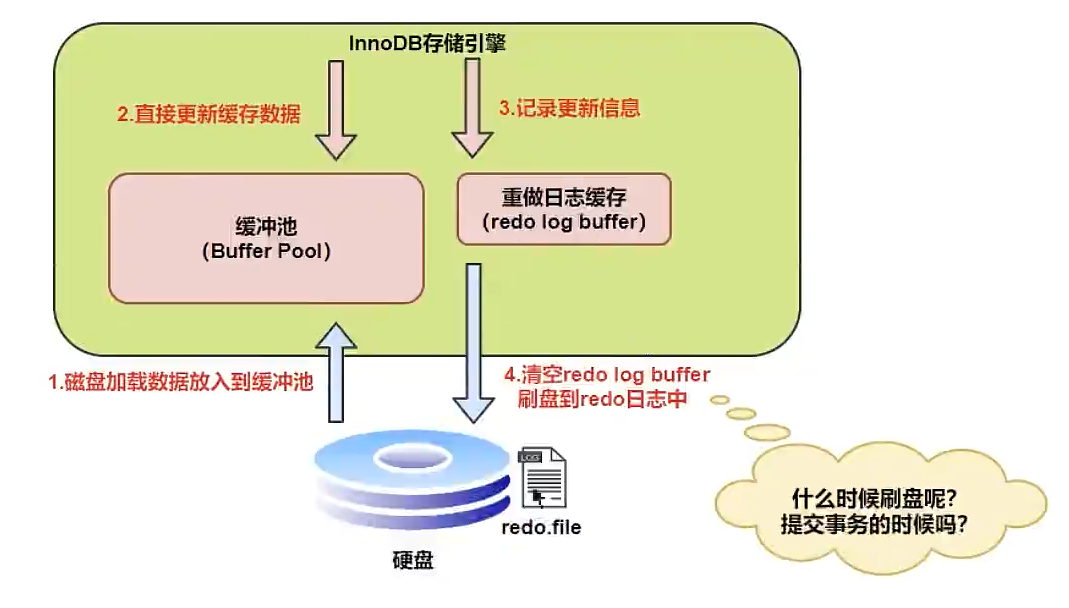 InnoDB存储引擎
2.直接更新缓存数据
3.记录更新信息
缓冲池
（Buffer Pool）
重做日志缓存
（redo log buffer）
1.磁盘加载数据放入到缓冲池
4.清空redo log buffer
刷盘到redo日志中
LOG
redo.file
硬盘
什么时候刷盘呢?
提交事务的时候吗?